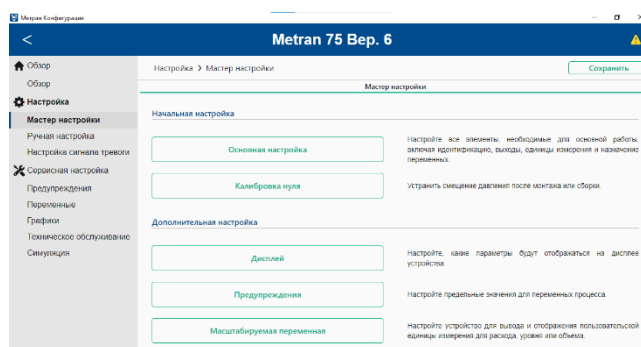 Метран Конфигурация
<
Metran 75 Вер. 6
Обзор
Обзор
Настройка
Мастер настройки
Ручная настройка
Настройка сигнала тревоги
Сервисная настройка
Предупреждения
Переменные
Графики
Техническое обслуживание
Симуляция
Настройка > Мастер настройки
Сохранить
Мастер настройки
Начальная настройка
Основная настройка
Настройте все элементы, необходимые для основной работы,
включая идентификацию, выходы, единицы измерения и назначение
переменных.
Калибровка нуля
Устранить смещение давления после монтажа или сборки.
Дополнительная настройка
Дисплей
Настройте, какие параметры будут отображаться на дисплее
устройства.
Предупреждения
Настройте предельные значения для переменных процесса.
Масштабируемая переменная
Настройте устройство для вывода и отображения пользовательской
единицы измерения для расхода, уровня или объема.